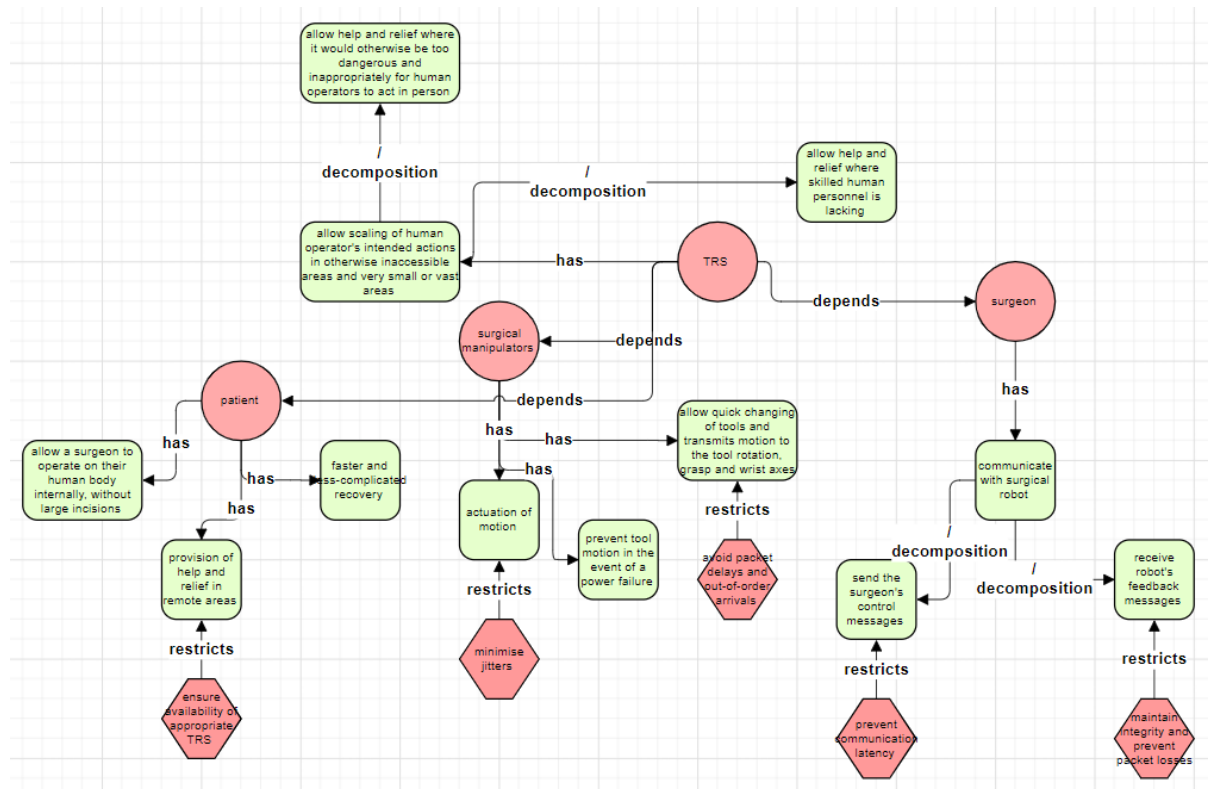 allow help and relief where
it would otherwise be too
dangerous and
inappropriately for human
operators to act in person
/
decomposition
/
decomposition
allow help and
relief where
skilled human
personnel is
lacking
allow scaling of human
operator's intended actions
in otherwise inaccessible
areas and very small or vast
areas
has
TRS
depends
surgeon
surgical
manipulators
depends
patient
depends
has
has
allow a surgeon to
operate on their
human body
internally, without
large incisions
has
faster and
ess-complicated
recovery
has
provision of
help and
relief in
remote areas
restricts
ensure
availability of
appropriate
TRS
has
has
allow quick changing
of tools and
transmits motion to
the tool rotation,
grasp and wrist axes
has
actuation of
motion
prevent tool
motion in the
event of a
power failure
restricts
minimise
jitters
restricts
avoid packet
delays and
out-of-order
arrivals
communicate
with surgical
robot
/
decomposition
/
decomposition
send the
surgeon's
control
messages
receive
robot's
feedback
messages
restricts
prevent
communication
latency
restricts
maintain
integrity and
prevent
packet losses